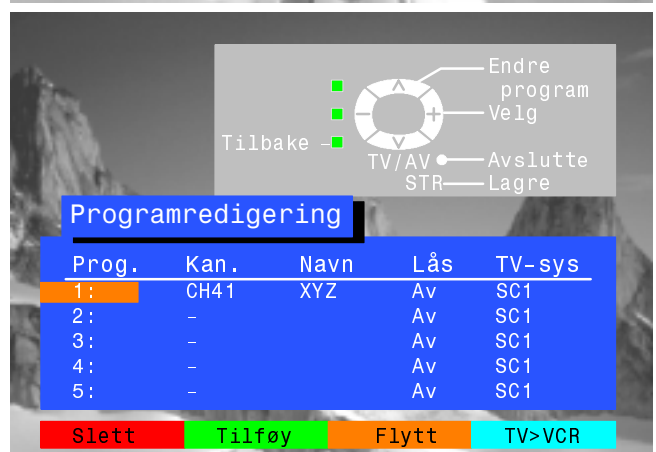 Endre
program
Velg
Tilbake
TV/AV Avslutte
STR Lagre
Programredigering
Prog. Kan. Navn Lås TV-sys
1: CH41 XYZ Av SC1
2: – Av SC1
3: – Av SC1
4: – Av SC1
5: – Av SC1
Slett Tilføy Flytt TV>VCR